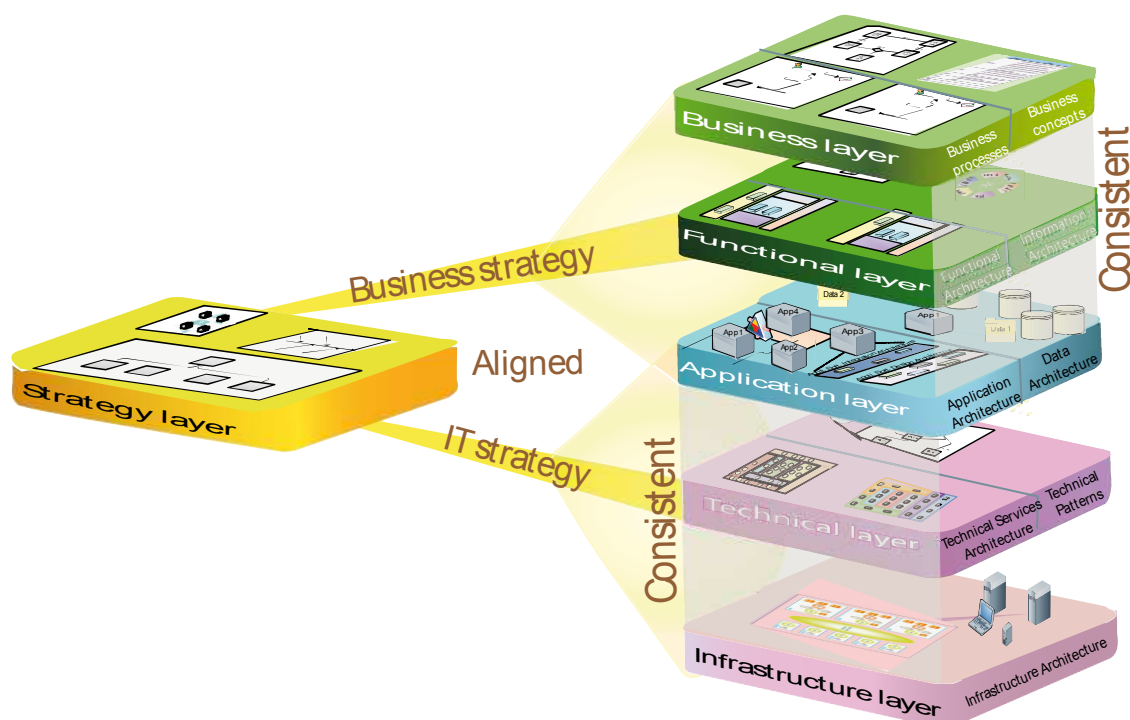 Business layer
Business
processes
Business
concepts
Consistent
Functional layer
Functional
Architecture
Information
Architecture
Business strategy
Data 2
App4
App1
App3
App2
App 1
Data 1
Application layer
Application
Architecture
Data
Architecture
Strategy layer
Aligned
IT strategy
Consistent
Technical layer
Technical Services
Architecture
Technical
Patterns
Infrastructure layer
Infrastructure Architecture